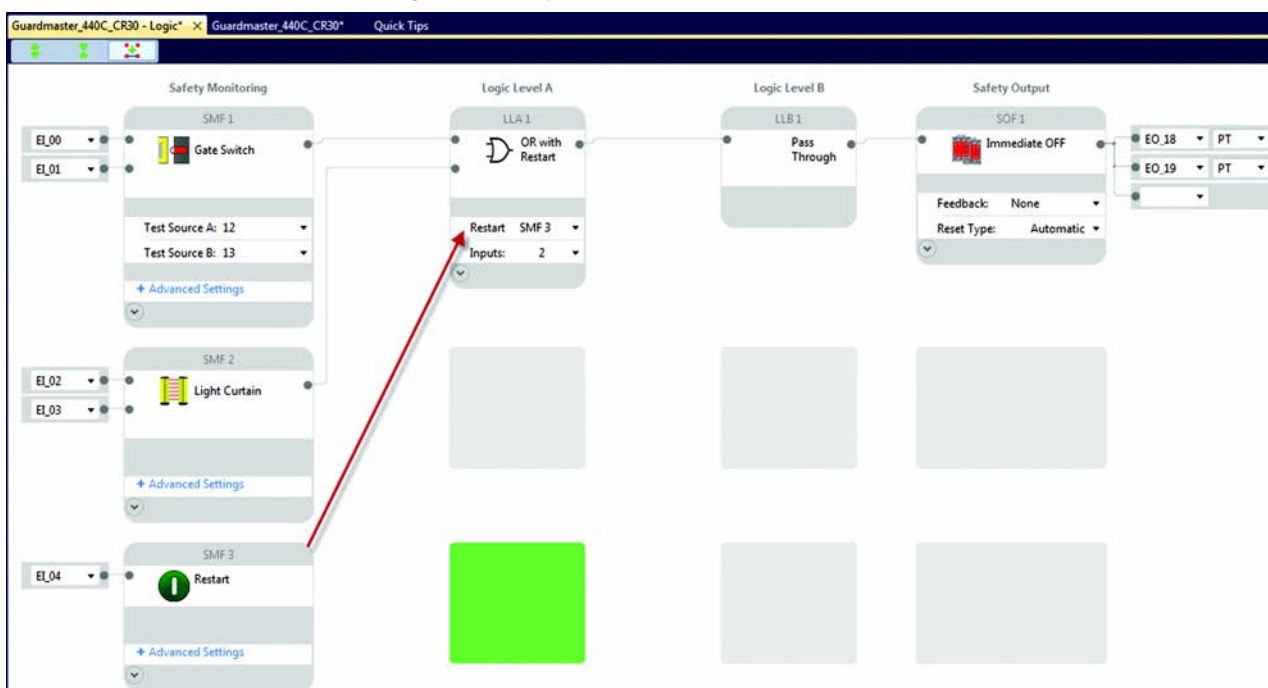 Guardmaster_440C_CR30 - Logic* Guardmaster_440C_CR30* Quick Tips
Safety Monitoring Logic Level A Logic Level B Safety Output
SMF 1 LLA 1 LLB 1 SOF 1
EI_00
EI_01
Gate Switch
OR with
Restart
Pass
Through
Immediate OFF
EO_18 PT
EO_19 PT
Test Source A: 12
Test Source B: 13
+ Advanced Settings
Restart SMF 3
Inputs: 2
Feedback: None
Reset Type: Automatic
SMF 2
EI_02
EI_03
Light Curtain
+ Advanced Settings
SMF 3
EI_04
Restart
+ Advanced Settings